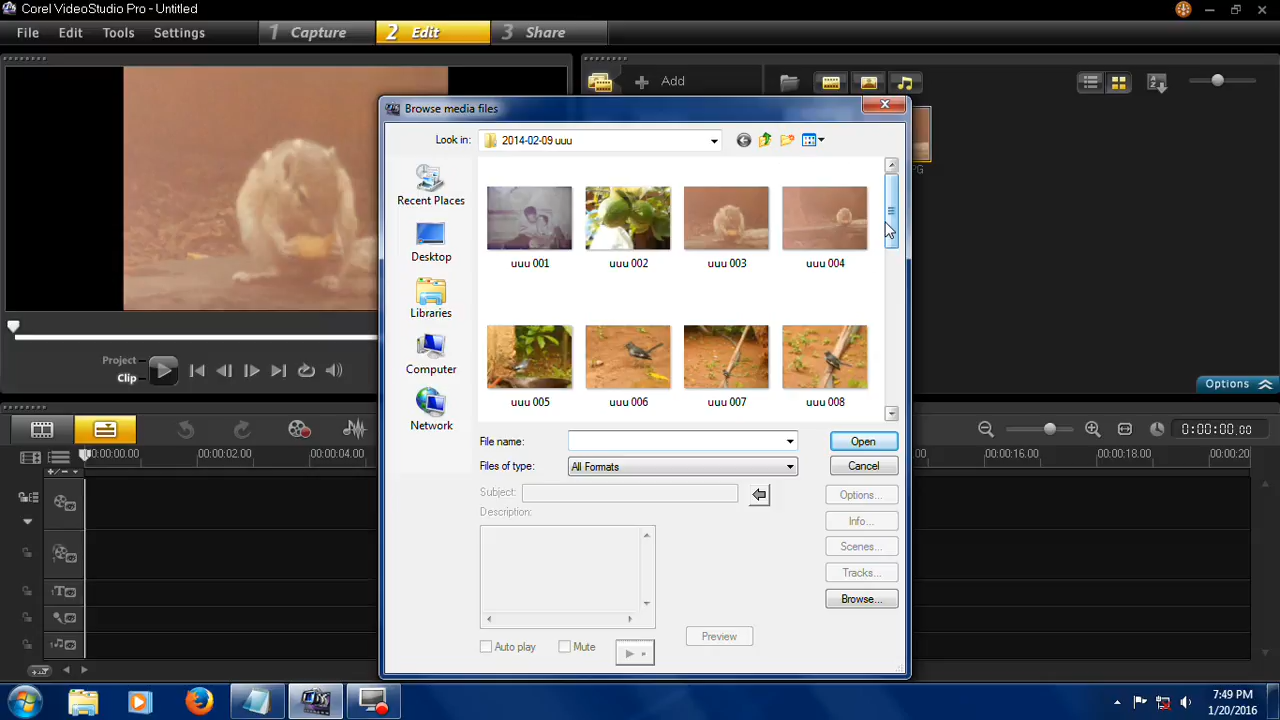 Corel VideoStudio Pro - Untitled
File Edit Tools Settings 1 Capture 2 Edit 3 Share
Add
Browse media files
Look in: 2014-02-09 uuu
Recent Places
Desktop
Libraries
Computer
Network
uuu 001 uuu 002 uuu 003 uuu 004
uuu 005 uuu 006 uuu 007 uuu 008
File name: Open
Files of type: All Formats Cancel
Subject: Options...
Description:
Info...
Scenes...
Tracks...
Browse...
Auto play Mute Preview
PG
Project
Clip
Options
0:00:00,00
00:00:00.00 00:00:02.00 00:00:16.00 00:00:18.00
7:49 PM
1/20/2016